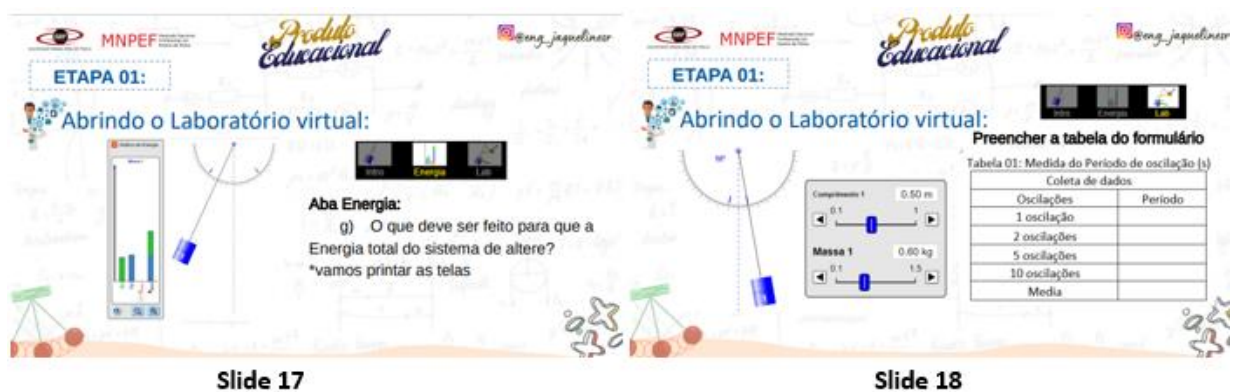 MNPEF
Produto
Educacional
@eng_jaquelinesr
ETAPA 01:
Abrindo o Laboratório virtual:
Intro
Energia
Lab
Aba Energia:
g) O que deve ser feito para que a
Energia total do sistema de altere?
*vamos printar as telas
Slide 17
MNPEF
Produto
Educacional
@eng_jaquelinesr
ETAPA 01:
Abrindo o Laboratório virtual:
Intro
Energia
Lab
Preencher a tabela do formulário
Tabela 01: Medida do Período de oscilação (s)
Coleta de dados
Oscilações Período
1 oscilação
2 oscilações
5 oscilações
10 oscilações
Media
Comprimento 1 0.50 m
0.1 1
Massa 1 0.60 kg
0.1 1.5
Slide 18